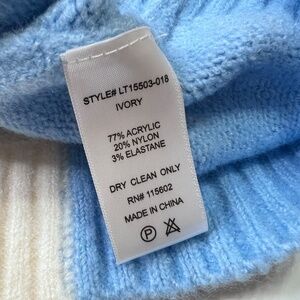 STYLE# LT15503-018
IVORY
77% ACRYLIC
20% NYLON
3% ELASTANE
DRY CLEAN ONLY
RN# 115602
MADE IN CHINA
P